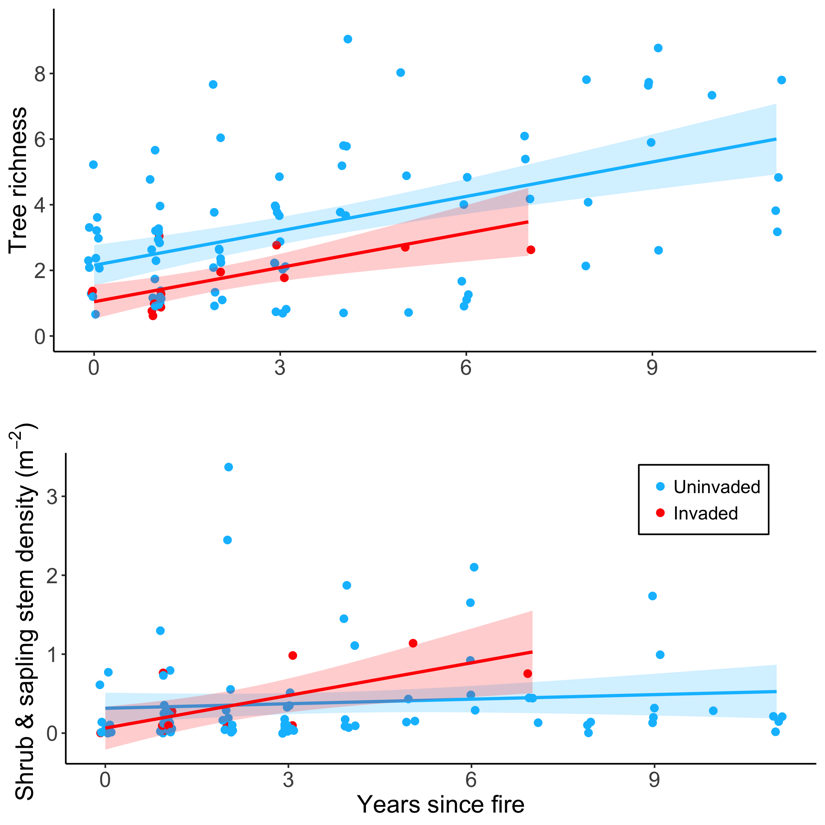 Tree richness
8
6
4
2
0
0 3 6 9
Shrub & sapling stem density (m⁻²)
3
2
1
0
Uninvaded
Invaded
0 3 6 9
Years since fire